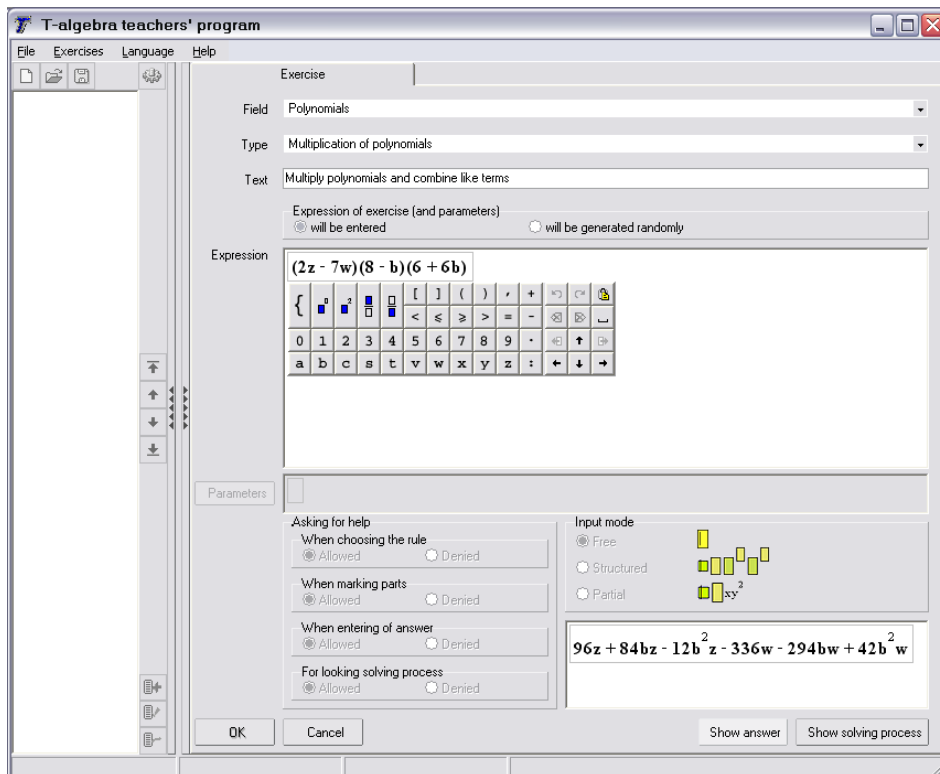 T-algebra teachers' program
File Exercises Language Help
Exercise
Field Polynomials
Type Multiplication of polynomials
Text Multiply polynomials and combine like terms
Expression of exercise (and parameters)
will be entered will be generated randomly
Expression
(2z - 7w)(8 - b)(6 + 6b)
{ 0 2 [ ] ( ) , +
< ≤ ≥ > = -
0 1 2 3 4 5 6 7 8 9 ·
a b c s t v w x y z :
Parameters
Asking for help
When choosing the rule
Allowed Denied
When marking parts
Allowed Denied
When entering of answer
Allowed Denied
For looking solving process
Allowed Denied
Input mode
Free
Structured
Partial xy²
96z + 84bz - 12b²z - 336w - 294bw + 42b²w
OK Cancel Show answer Show solving process